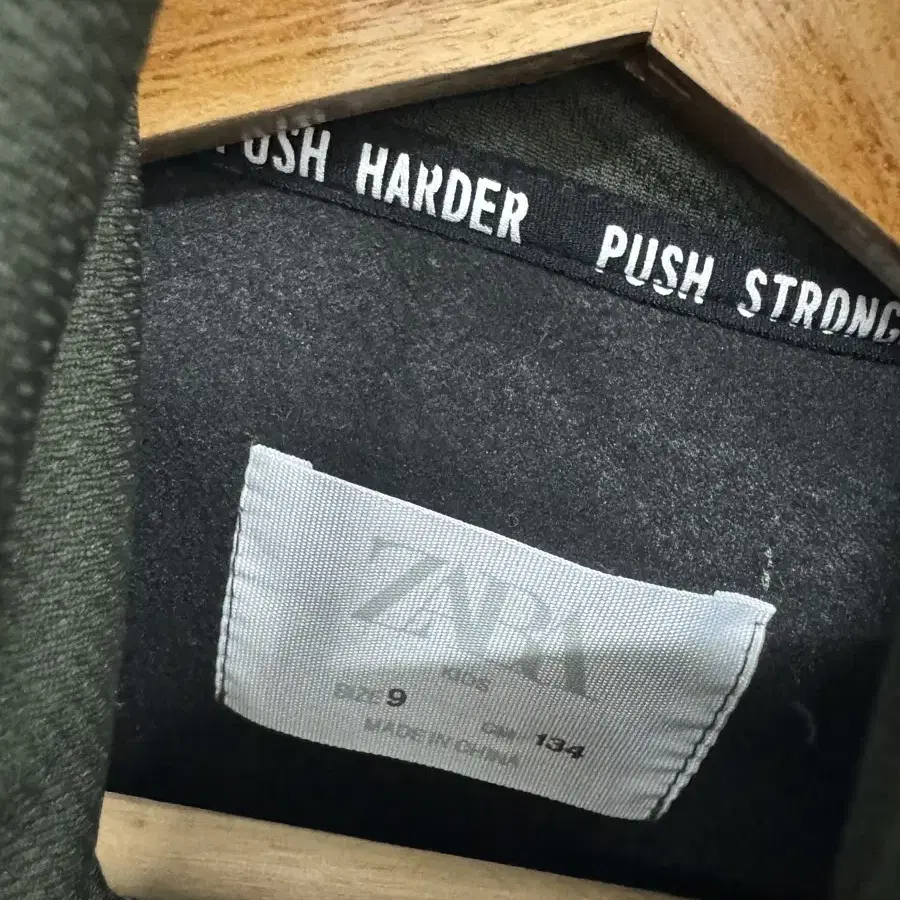 PUSH HARDER PUSH STRONG
ZARA
KIDS
SIZE 9 CM 134
MADE IN CHINA